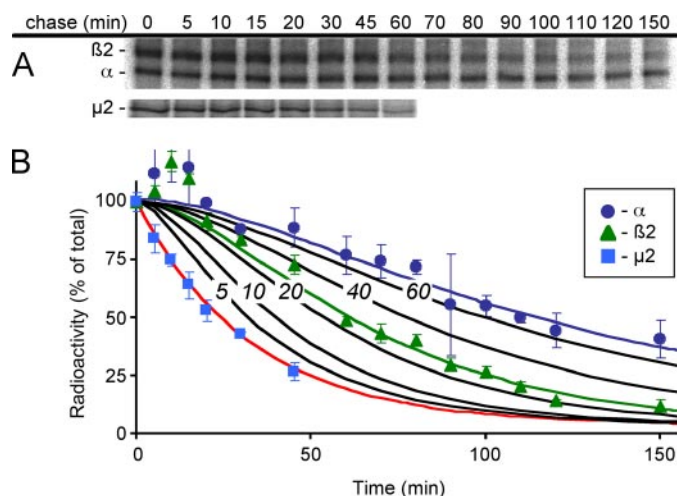 chase (min) 0 5 10 15 20 30 45 60 70 80 90 100 110 120 150
A
ß2 -
α -
μ2 -
B
Radioactivity (% of total)
100
75
50
25
0
5 10 20 40 60
- α
- ß2
- μ2
0 50 100 150
Time (min)